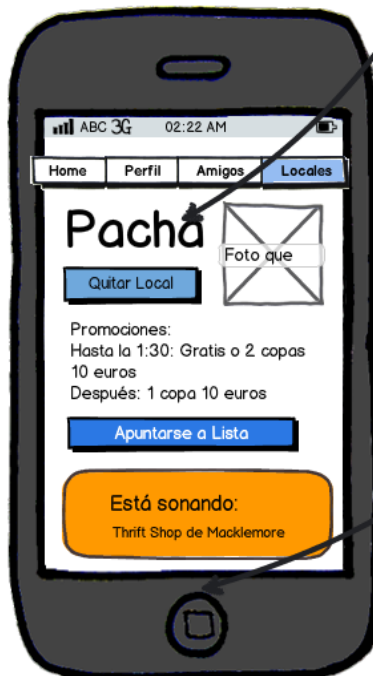 ABC 3G 02:22 AM
Home Perfil Amigos Locales
Pacha
Foto que
Quitar Local
Promociones:
Hasta la 1:30: Gratis o 2 copas
10 euros
Después: 1 copa 10 euros
Apuntarse a Lista
Está sonando:
Thrift Shop de Macklemore